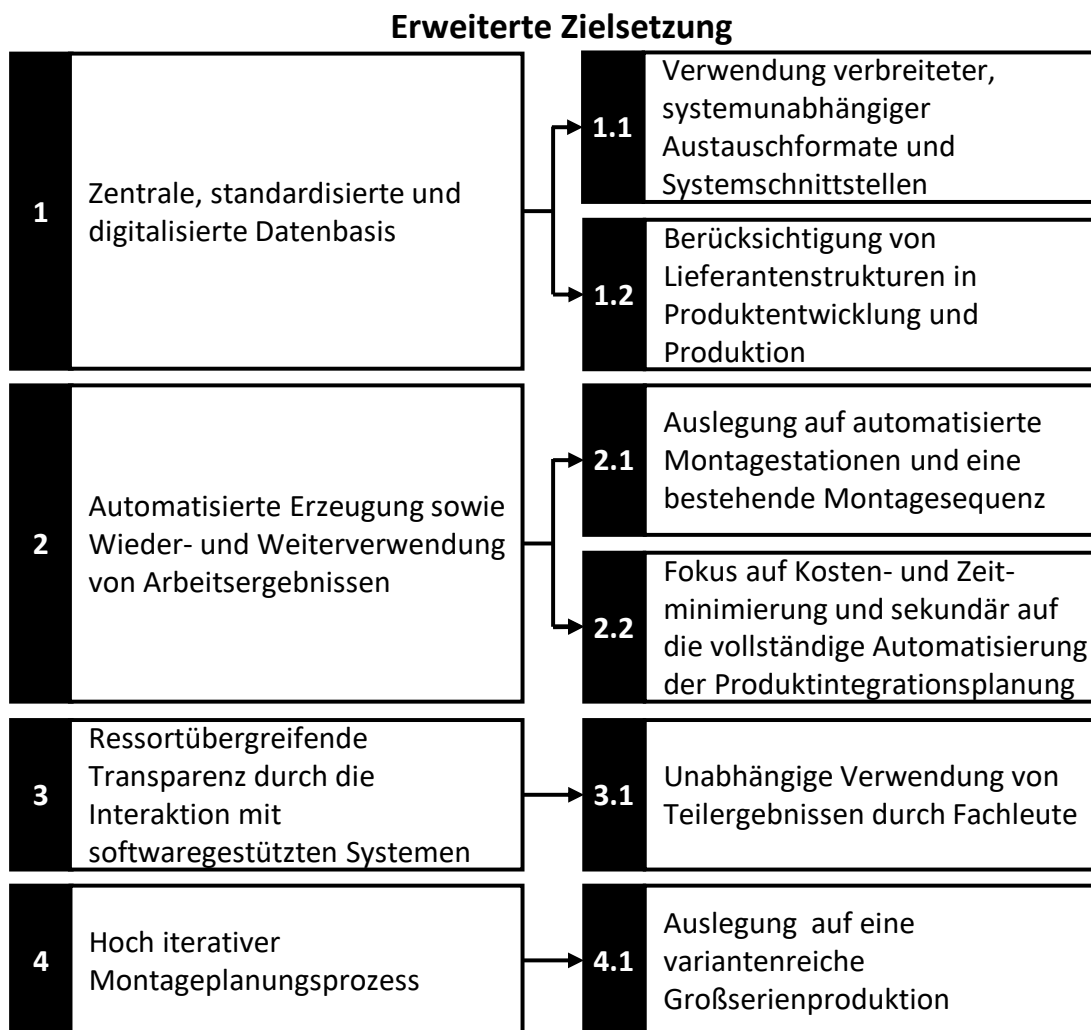 Erweiterte Zielsetzung
1
Zentrale, standardisierte und
digitalisierte Datenbasis
1.1
Verwendung verbreiteter,
systemunabhängiger
Austauschformate und
Systemschnittstellen
1.2
Berücksichtigung von
Lieferantenstrukturen in
Produktentwicklung und
Produktion
2
Automatisierte Erzeugung sowie
Wieder- und Weiterverwendung
von Arbeitsergebnissen
2.1
Auslegung auf automatisierte
Montagestationen und eine
bestehende Montagesequenz
2.2
Fokus auf Kosten- und Zeit-
minimierung und sekundär auf
die vollständige Automatisierung
der Produktintegrationsplanung
3
Ressortübergreifende
Transparenz durch die
Interaktion mit
softwaregestützten Systemen
3.1
Unabhängige Verwendung von
Teilergebnissen durch Fachleute
4
Hoch iterativer
Montageplanungsprozess
4.1
Auslegung  auf eine
variantenreiche
Großserienproduktion